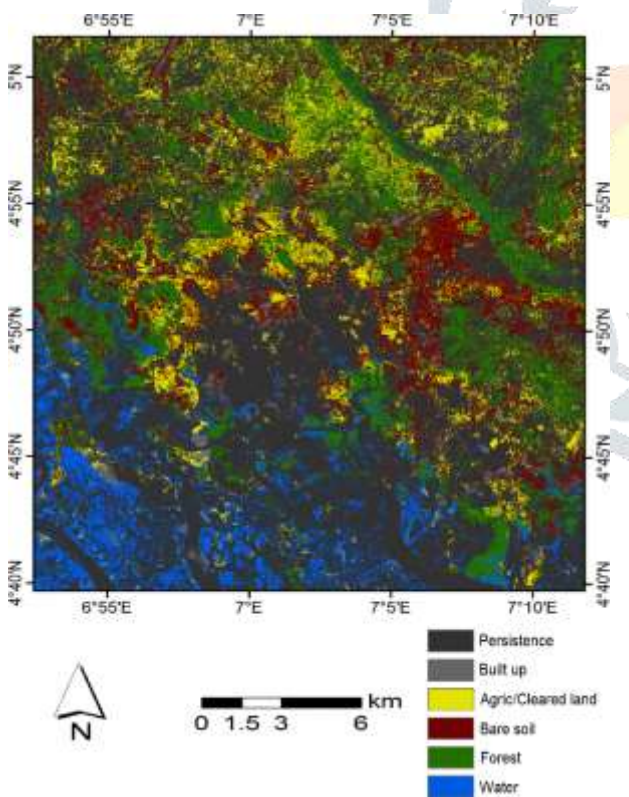 6°55'E 7°E 7°5'E 7°10'E
5°N 5°N
4°55'N 4°55'N
4°50'N 4°50'N
4°45'N 4°45'N
4°40'N 4°40'N
6°55'E 7°E 7°5'E 7°10'E
Persistence
Built up
Agric/Cleared land
Bare soil
Forest
Water
km
0 1.5 3 6
N